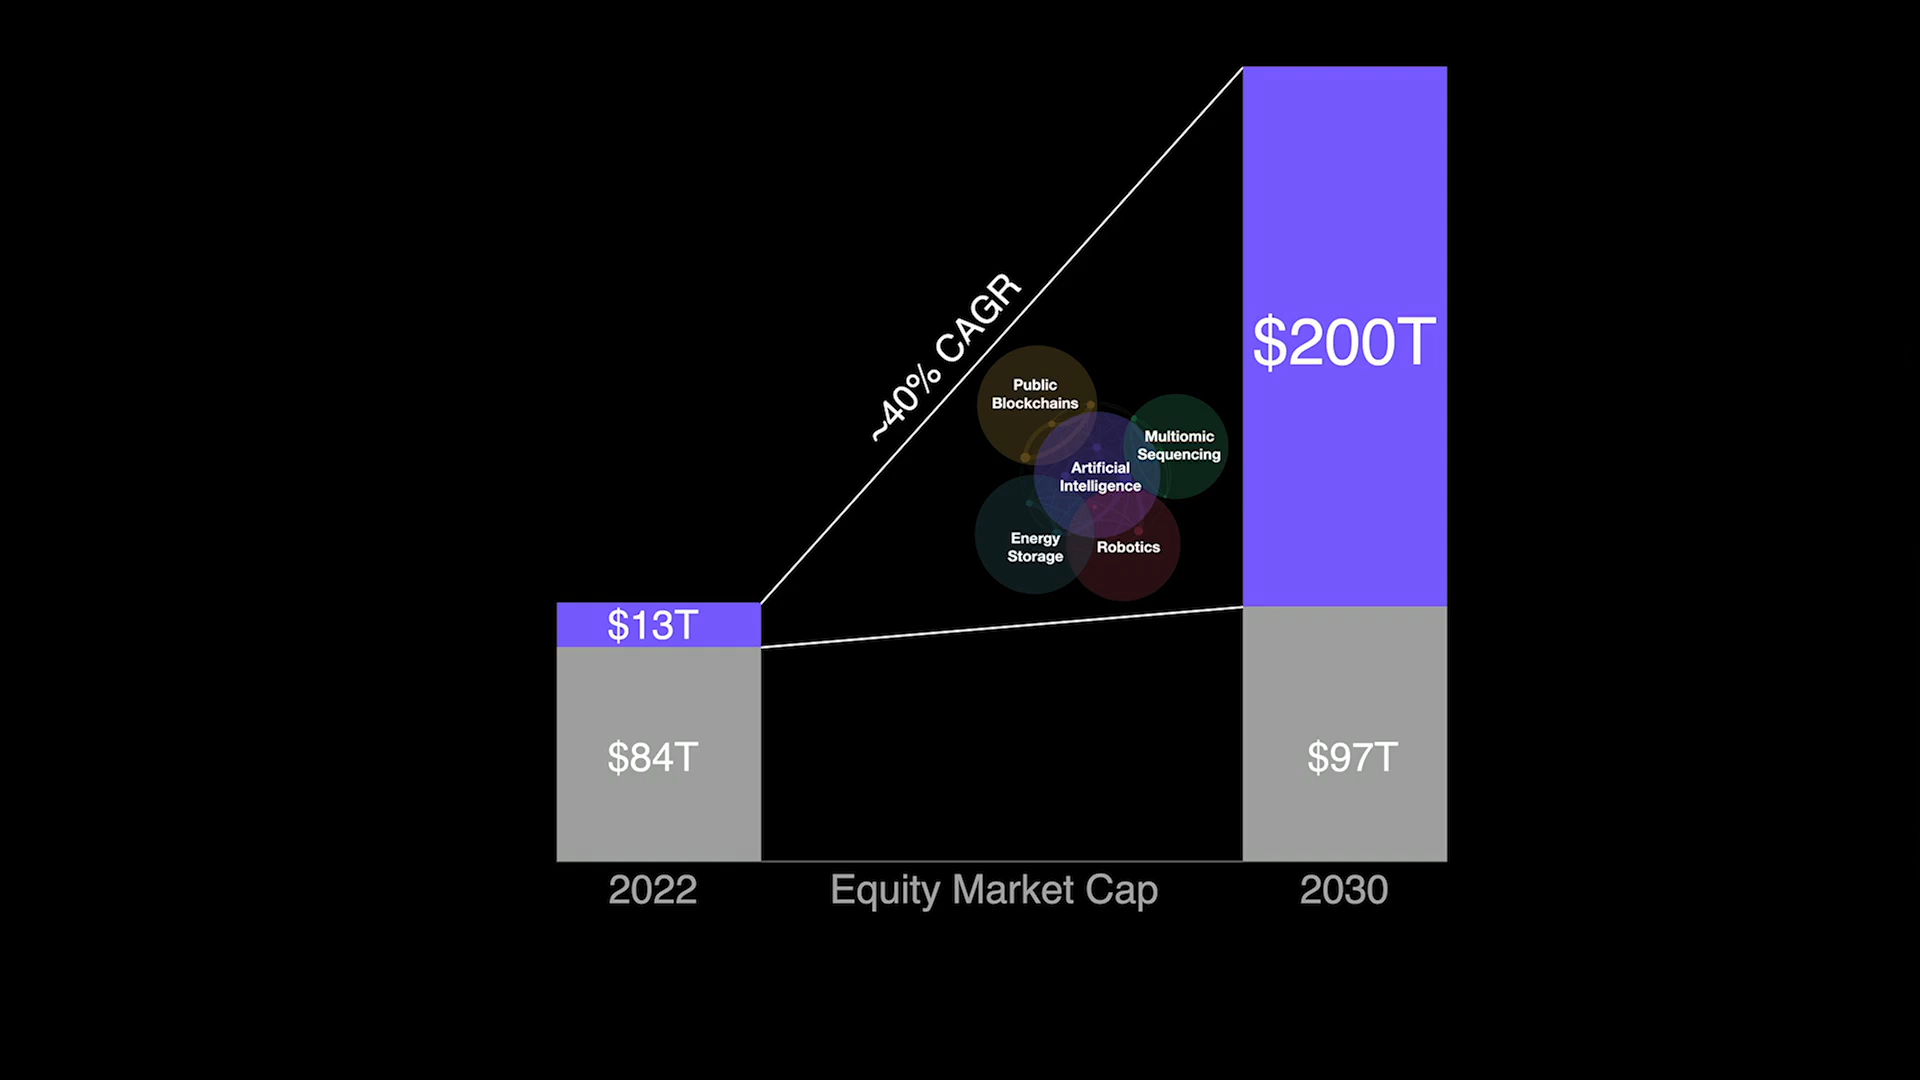 ~40% CAGR
Public
Blockchains
Multiomic
Sequencing
Artificial
Intelligence
Energy
Storage
Robotics
$13T
$84T
$200T
$97T
2022
Equity Market Cap
2030